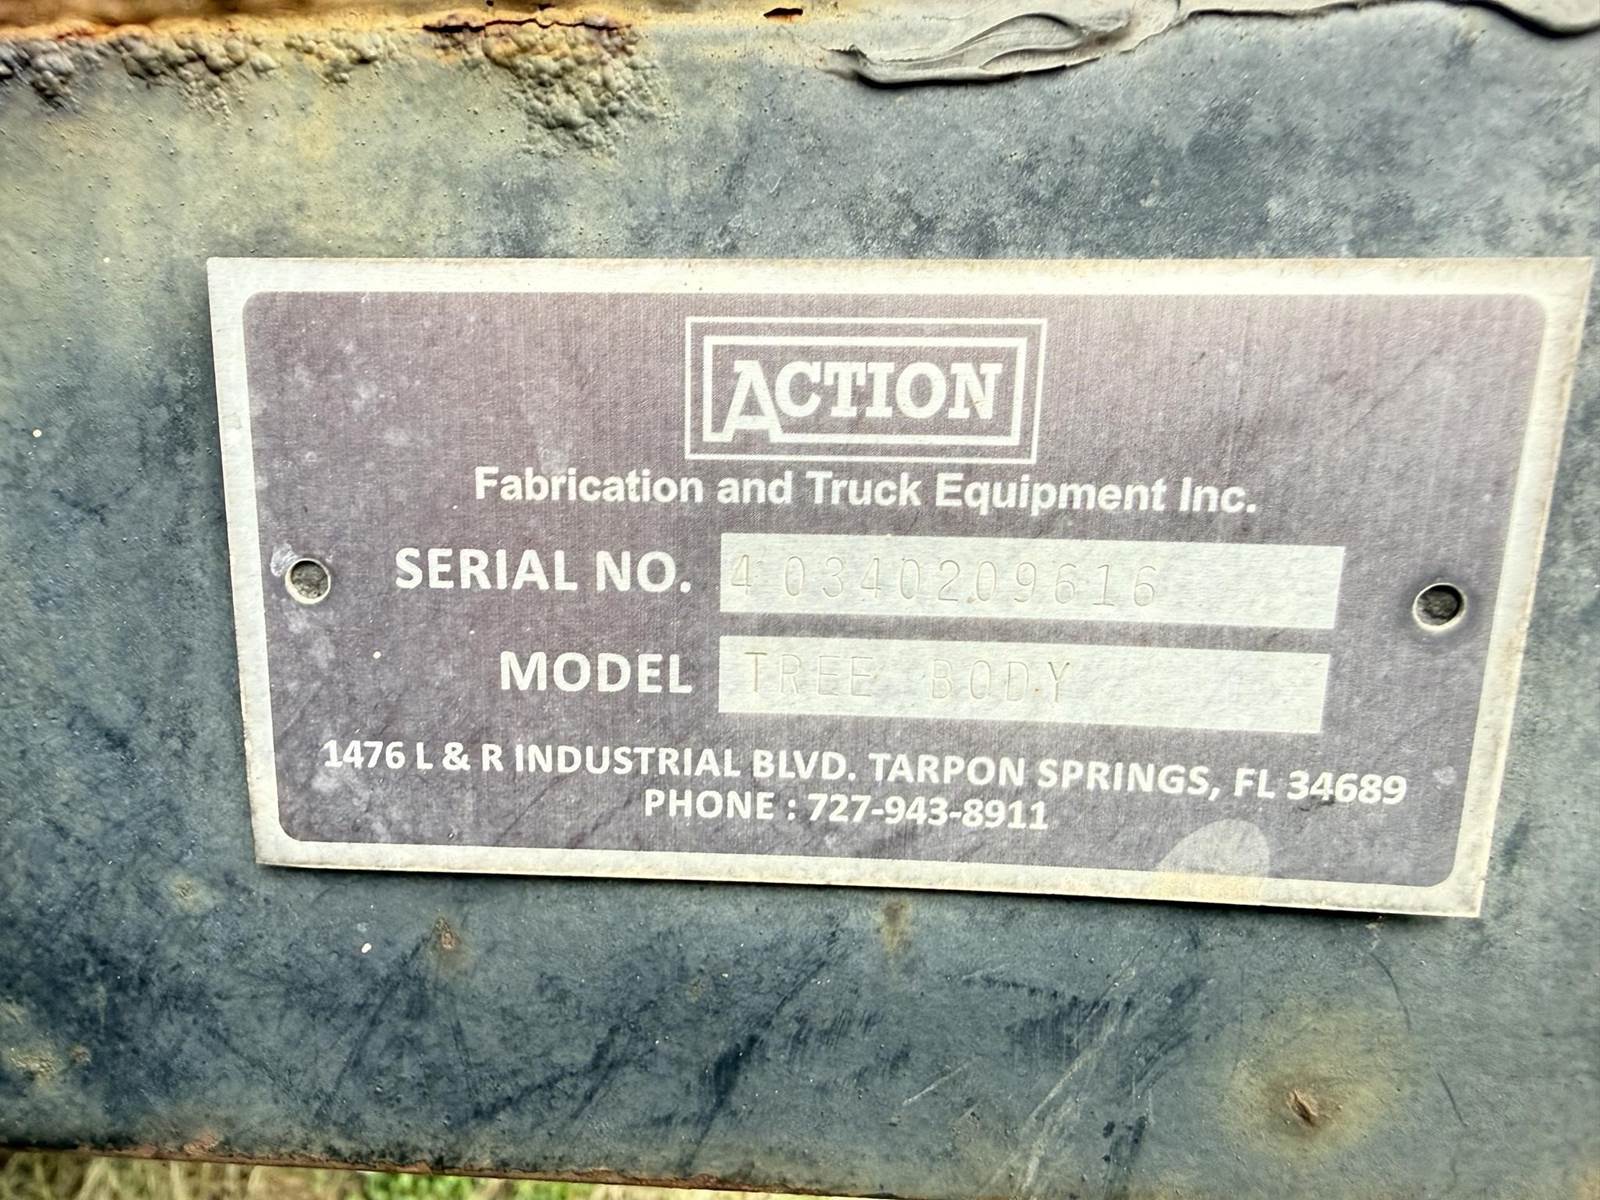 ACTION
Fabrication and Truck Equipment Inc.
SERIAL NO. 40340209616
MODEL TREE BODY
1476 L & R INDUSTRIAL BLVD. TARPON SPRINGS, FL 34689
PHONE : 727-943-8911